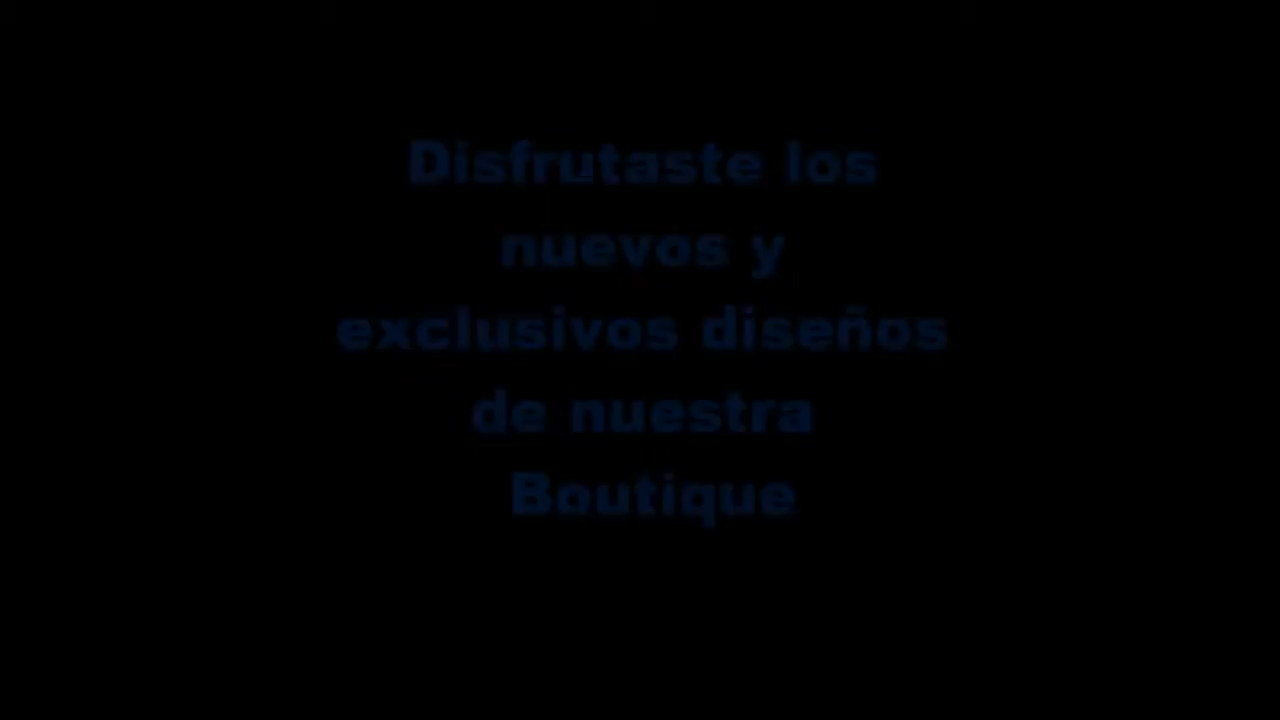 Disfrutaste los
nuevos y
exclusivos diseños
de nuestra
Boutique